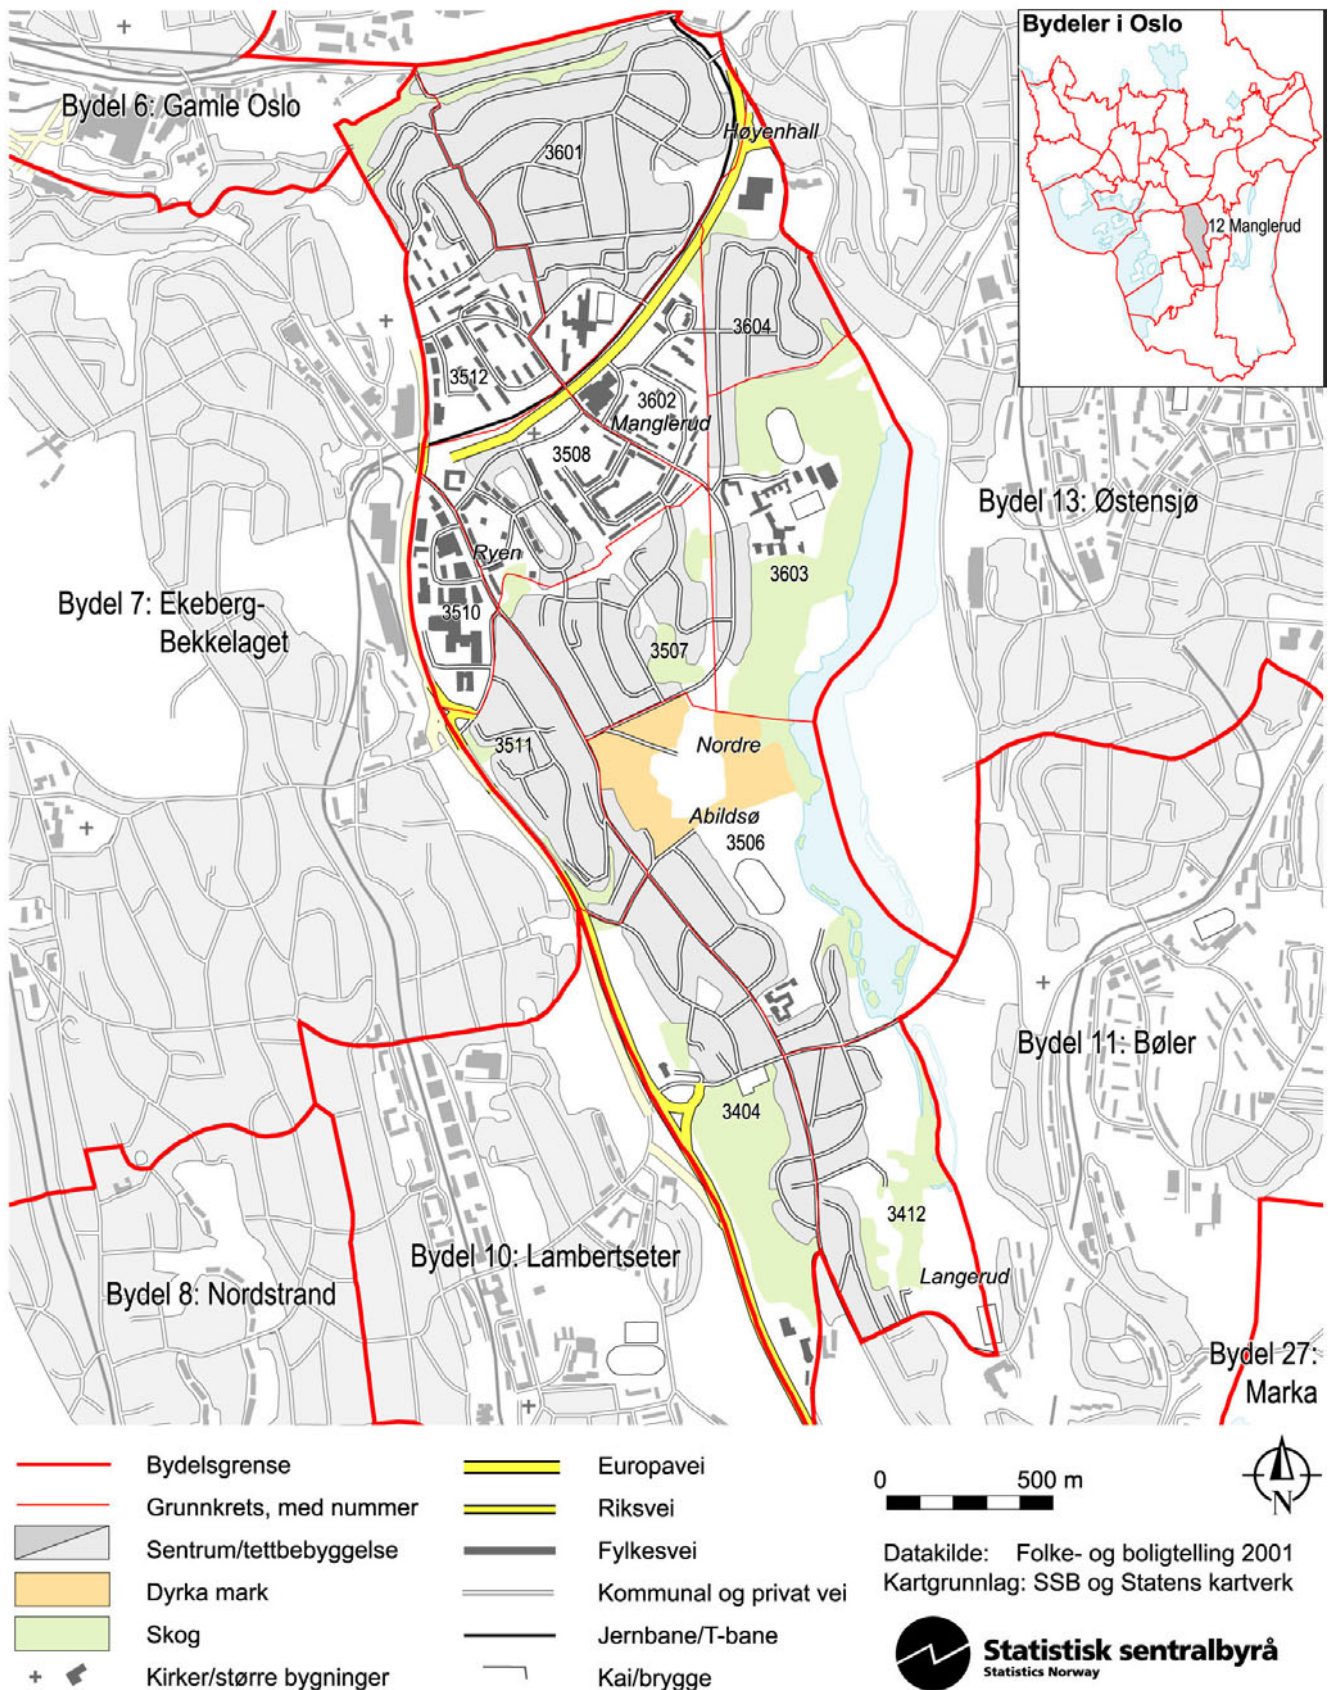 Bydeler i Oslo
12 Manglerud
Bydel 6: Gamle Oslo
Høyenhall
3601
3604
3512
3602
Manglerud
3508
Bydel 13: Østensjø
Ryen
3603
Bydel 7: Ekeberg-
Bekkelaget
3510
3507
3511
Nordre
Abildsø
3506
Bydel 11: Bøler
3404
3412
Bydel 10: Lambertseter
Langerud
Bydel 8: Nordstrand
Bydel 27:
Marka
Bydelsgrense
Grunnkrets, med nummer
Sentrum/tettbebyggelse
Dyrka mark
Skog
Kirker/større bygninger
Europavei
Riksvei
Fylkesvei
Kommunal og privat vei
Jernbane/T-bane
Kai/brygge
0 500 m
N
Datakilde: Folke- og boligtelling 2001
Kartgrunnlag: SSB og Statens kartverk
Statistisk sentralbyrå
Statistics Norway